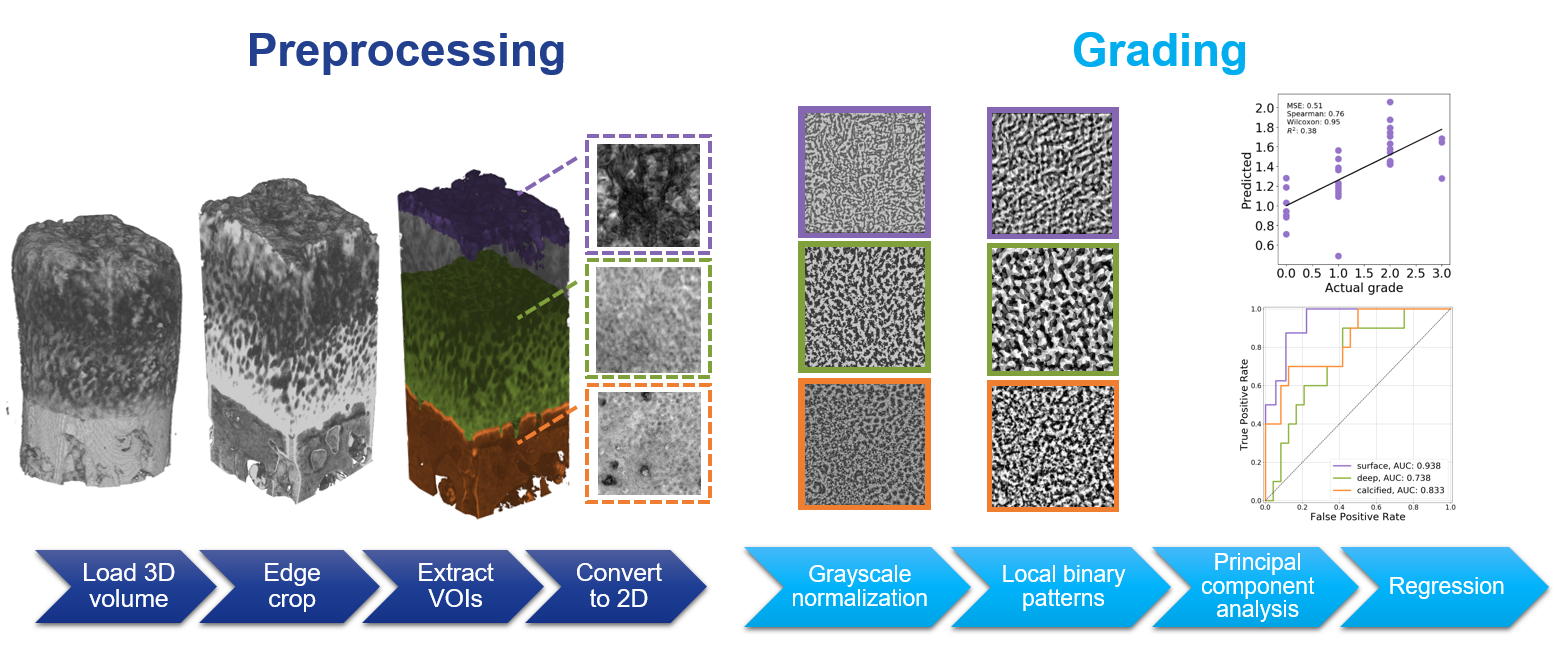 Preprocessing
Grading
MSE: 0.51
Spearman: 0.76
Wilcoxon: 0.95
R²: 0.38
2.0
1.8
1.6
1.4
1.2
1.0
0.8
0.6
Predicted
0.0 0.5 1.0 1.5 2.0 2.5 3.0
Actual grade
1.0
0.8
0.6
0.4
0.2
0.0
True Positive Rate
surface, AUC: 0.938
deep, AUC: 0.738
calcified, AUC: 0.833
0.0 0.2 0.4 0.6 0.8 1.0
False Positive Rate
Load 3D
volume
Edge
crop
Extract
VOIs
Convert
to 2D
Grayscale
normalization
Local binary
patterns
Principal
component
analysis
Regression